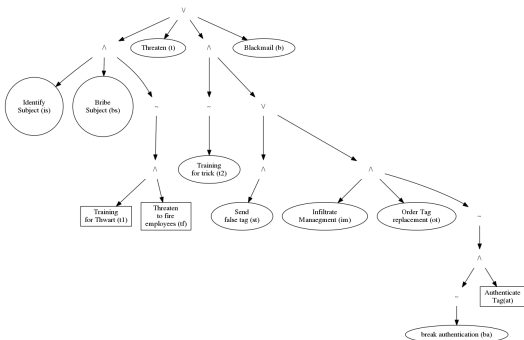 ∨
∧
Threaten (t)
∧
Blackmail (b)
Identify
Subject (is)
Bribe
Subject (bs)
~
~
∨
∧
Training
for trick (t2)
∧
∧
Training
for Thwart (t1)
Threaten
to fire
employees (tf)
Send
false tag (st)
Infiltrate
Managment (im)
Order Tag
replacement (ot)
~
∧
~
Authenticate
Tag(at)
break authentication (ba)